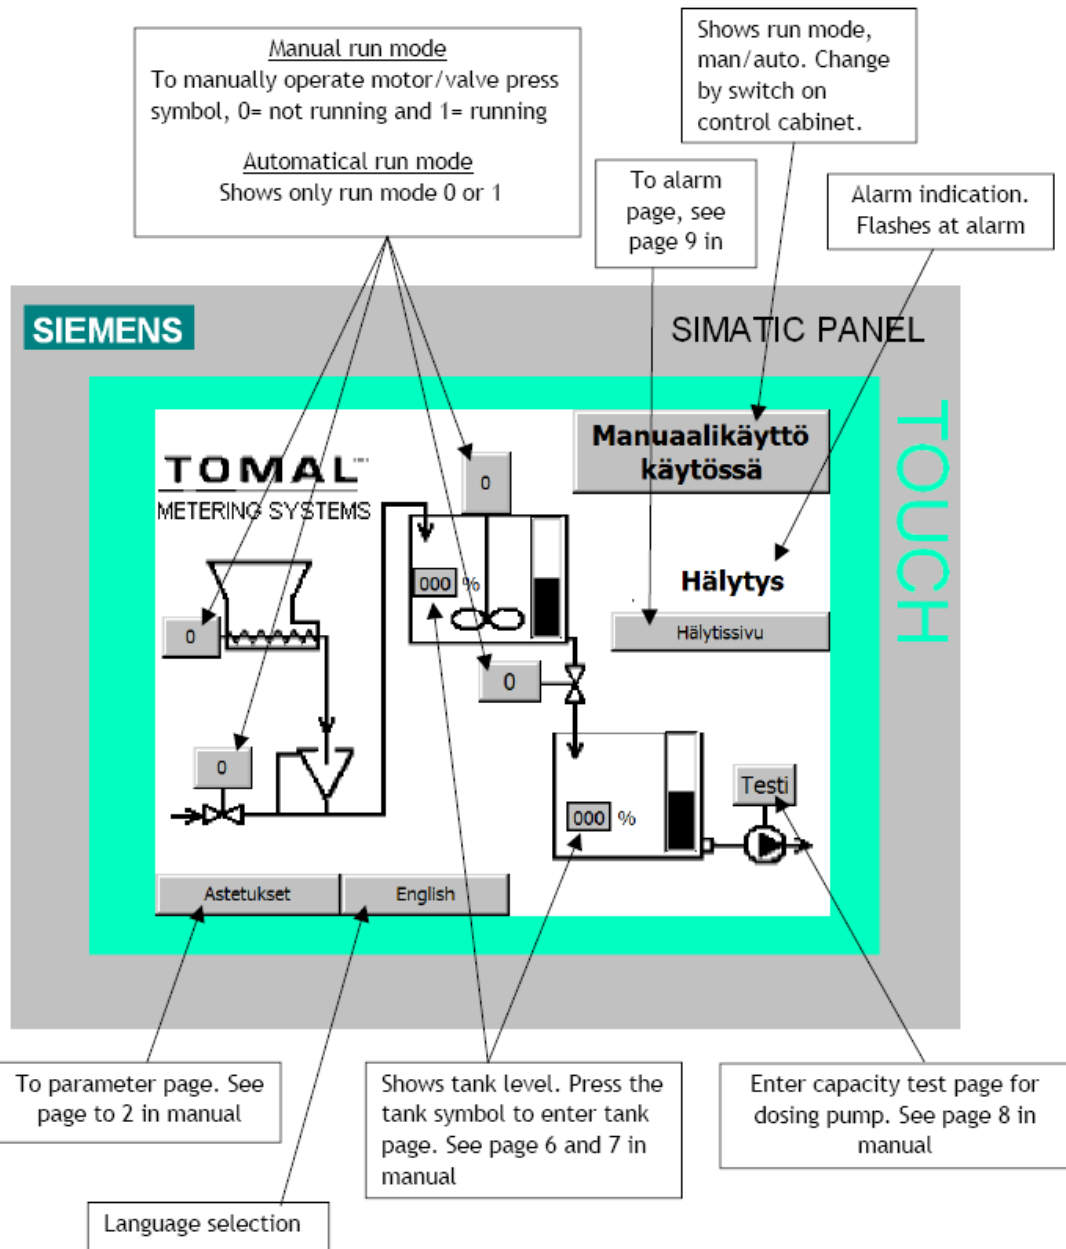 Manual run mode
To manually operate motor/valve press
symbol, 0= not running and 1= running
Automatical run mode
Shows only run mode 0 or 1
Shows run mode,
man/auto. Change
by switch on
control cabinet.
To alarm
page, see
page 9 in
Alarm indication.
Flashes at alarm
SIEMENS
SIMATIC PANEL
TOUCH
TOMAL
METERING SYSTEMS
Manuaalikäyttö
käytössä
0
000 %
Hälytys
Hälytissivu
0
0
0
000 %
Testi
Astetukset
English
To parameter page. See
page to 2 in manual
Shows tank level. Press the
tank symbol to enter tank
page. See page 6 and 7 in
manual
Enter capacity test page for
dosing pump. See page 8 in
manual
Language selection